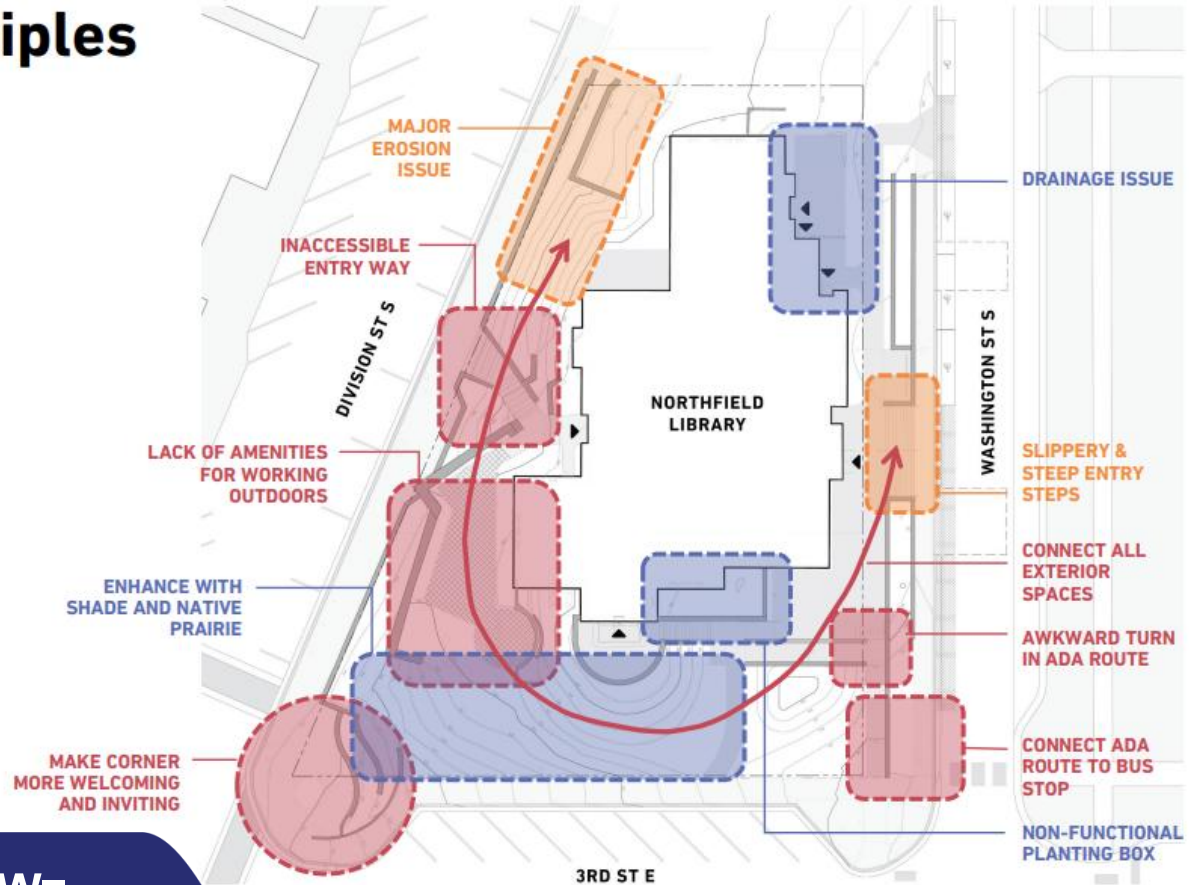 iples
MAJOR
EROSION
ISSUE
DRAINAGE ISSUE
INACCESSIBLE
ENTRY WAY
DIVISION ST S
NORTHFIELD
LIBRARY
WASHINGTON ST S
LACK OF AMENITIES
FOR WORKING
OUTDOORS
SLIPPERY &
STEEP ENTRY
STEPS
CONNECT ALL
EXTERIOR
SPACES
ENHANCE WITH
SHADE AND NATIVE
PRAIRIE
AWKWARD TURN
IN ADA ROUTE
MAKE CORNER
MORE WELCOMING
AND INVITING
CONNECT ADA
ROUTE TO BUS
STOP
NON-FUNCTIONAL
PLANTING BOX
3RD ST E